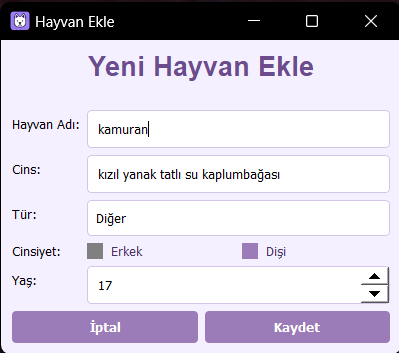 Hayvan Ekle
Yeni Hayvan Ekle
Hayvan Adı: kamuran
Cins: kızıl yanak tatlı su kaplumbağası
Tür: Diğer
Cinsiyet: Erkek Dişi
Yaş: 17
İptal Kaydet